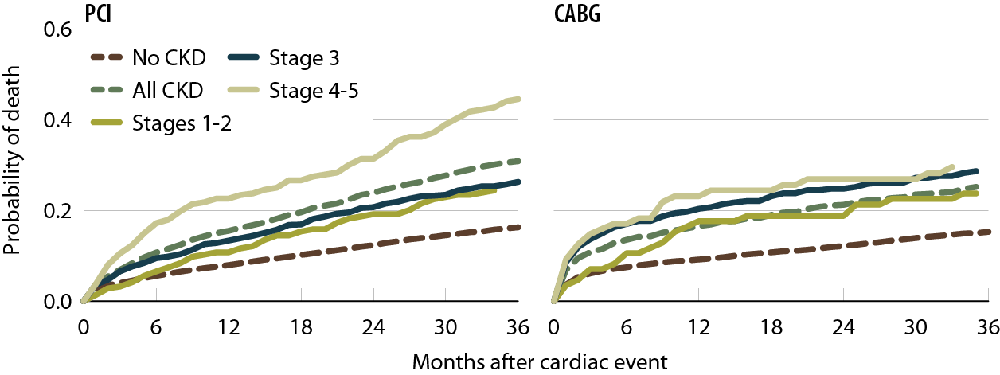 PCI
CABG
Probability of death
0.6
0.4
0.2
0.0
No CKD
All CKD
Stages 1-2
Stage 3
Stage 4-5
0 6 12 18 24 30 36
0 6 12 18 24 30 36
Months after cardiac event